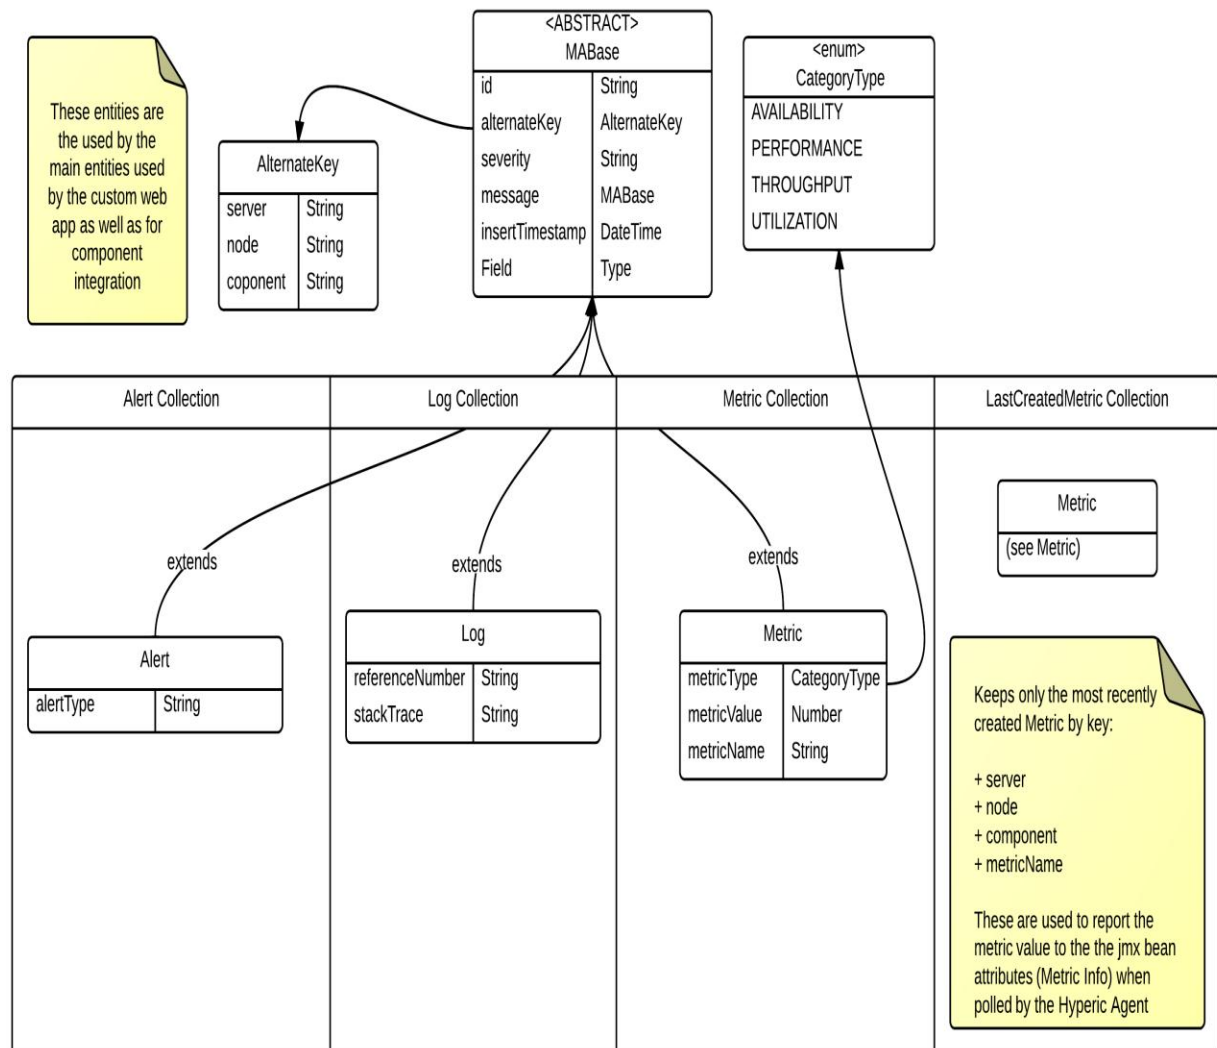 These entities are
the used by the
main entities used
by the custom web
app as well as for
component
integration
AlternateKey
server String
node String
coponent String
<ABSTRACT>
MABase
id String
alternateKey AlternateKey
severity String
message MABase
insertTimestamp DateTime
Field Type
<enum>
CategoryType
AVAILABILITY
PERFORMANCE
THROUGHPUT
UTILIZATION
Alert Collection
Log Collection
Metric Collection
LastCreatedMetric Collection
extends
Alert
alertType String
extends
Log
referenceNumber String
stackTrace String
extends
Metric
metricType CategoryType
metricValue Number
metricName String
Metric
(see Metric)
Keeps only the most recently
created Metric by key:
+ server
+ node
+ component
+ metricName
These are used to report the
metric value to the the jmx bean
attributes (Metric Info) when
polled by the Hyperic Agent